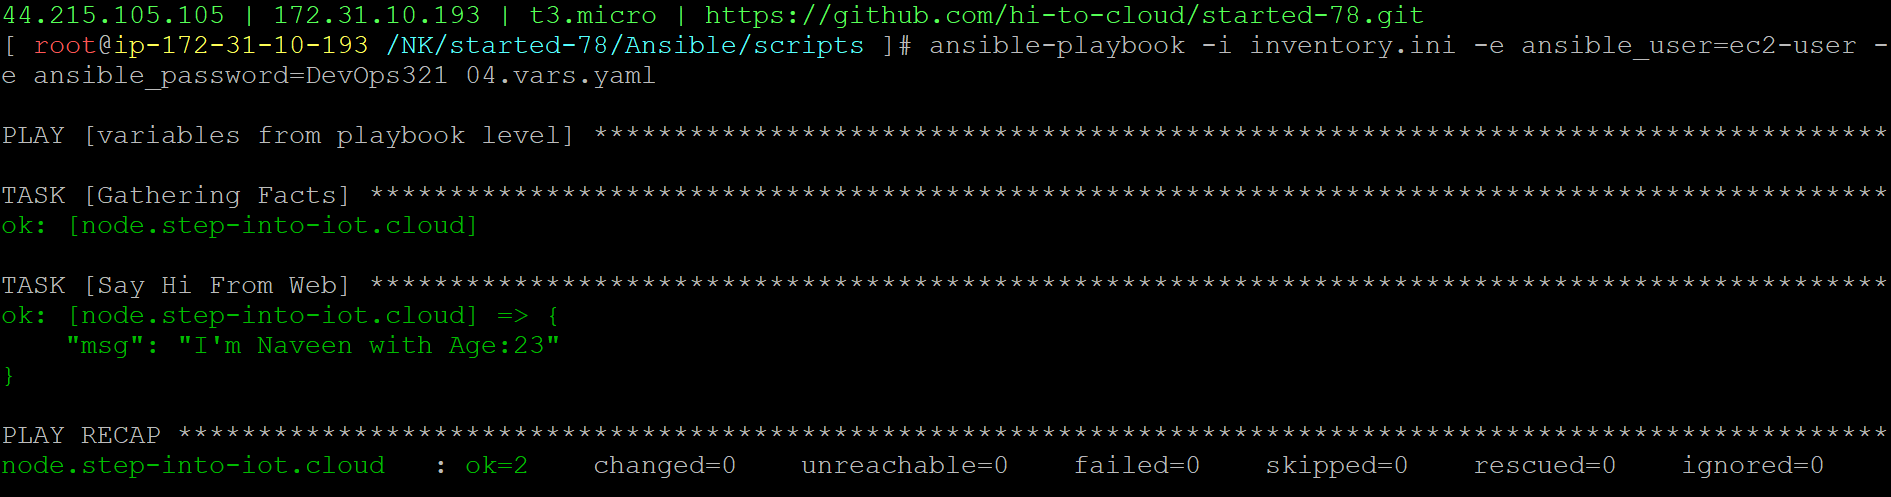 44.215.105.105 | 172.31.10.193 | t3.micro | https://github.com/hi-to-cloud/started-78.git
[ root@ip-172-31-10-193 /NK/started-78/Ansible/scripts ]# ansible-playbook -i inventory.ini -e ansible_user=ec2-user -
e ansible_password=DevOps321 04.vars.yaml
PLAY [variables from playbook level] *********************************************************************************
TASK [Gathering Facts] ***********************************************************************************************
ok: [node.step-into-iot.cloud]
TASK [Say Hi From Web] ***********************************************************************************************
ok: [node.step-into-iot.cloud] => {
    "msg": "I'm Naveen with Age:23"
}
PLAY RECAP ***********************************************************************************************************
node.step-into-iot.cloud   : ok=2    changed=0    unreachable=0    failed=0    skipped=0    rescued=0    ignored=0